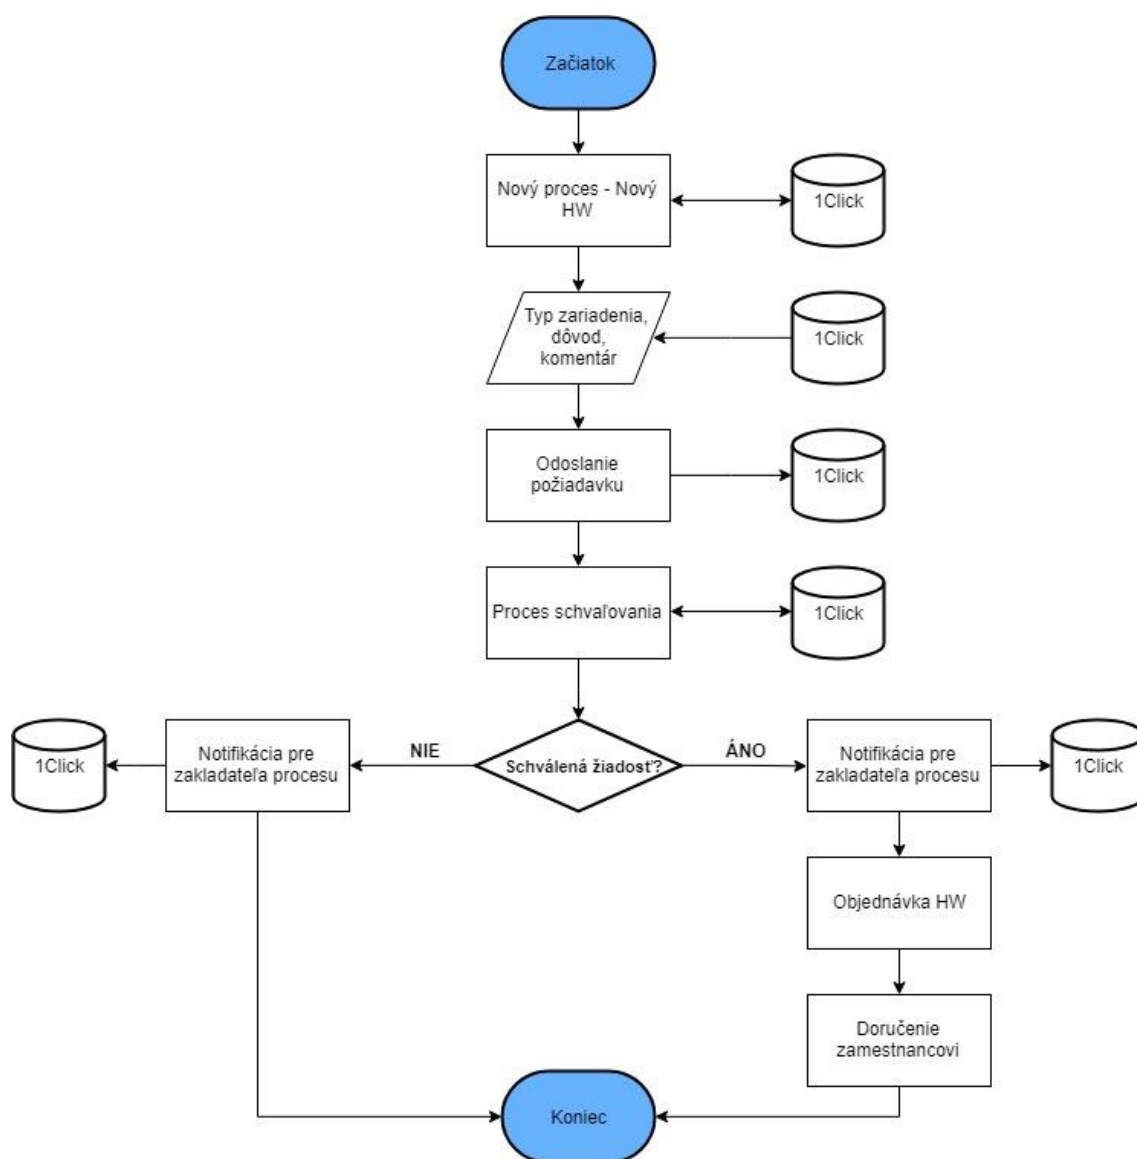 Začiatok
Nový proces - Nový
HW
1Click
Typ zariadenia,
dôvod,
komentár
1Click
Odoslanie
požiadavku
1Click
Proces schvaľovania
1Click
1Click
Notifikácia pre
zakladateľa procesu
NIE
Schválená žiadosť?
ÁNO
Notifikácia pre
zakladateľa procesu
1Click
Objednávka HW
Doručenie
zamestnancovi
Koniec